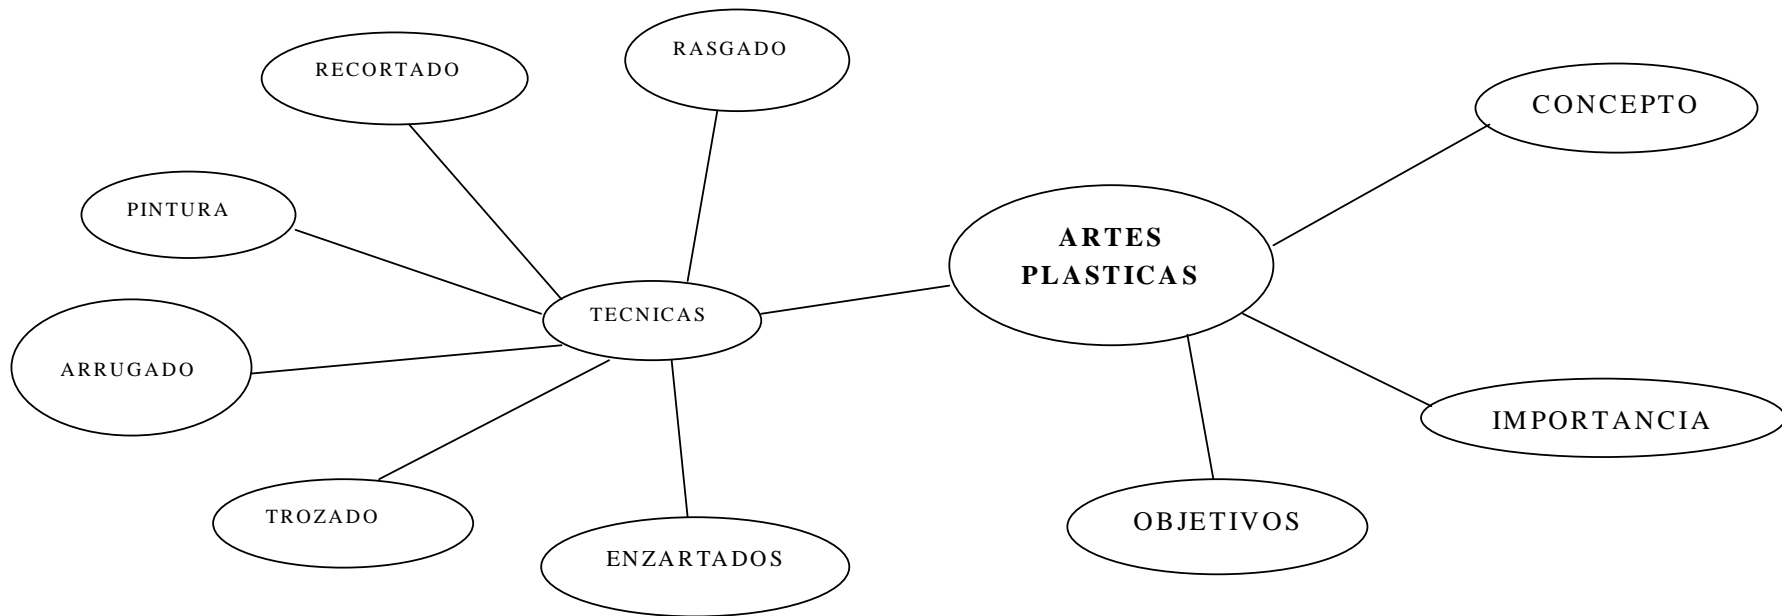 RASGADO
RECORTADO
CONCEPTO
PINTURA
ARTES
PLASTICAS
TECNICAS
ARRUGADO
IMPORTANCIA
TROZADO
OBJETIVOS
ENZARTADOS